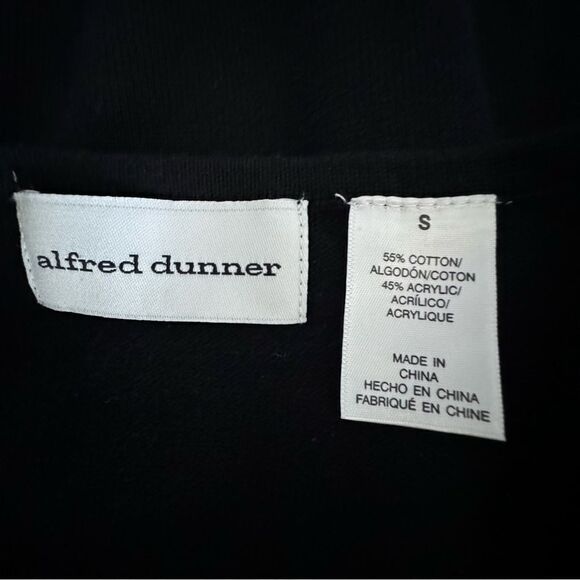 alfred dunner
S
55% COTTON/
ALGODÓN/COTON
45% ACRYLIC/
ACRÍLICO/
ACRYLIQUE
MADE IN
CHINA
HECHO EN CHINA
FABRIQUÉ EN CHINE